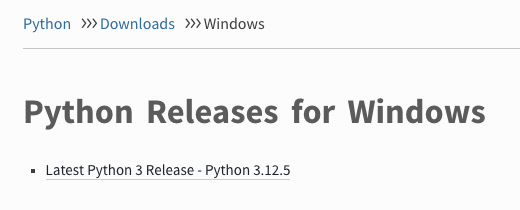 Python >>> Downloads >>> Windows
Python Releases for Windows
Latest Python 3 Release - Python 3.12.5